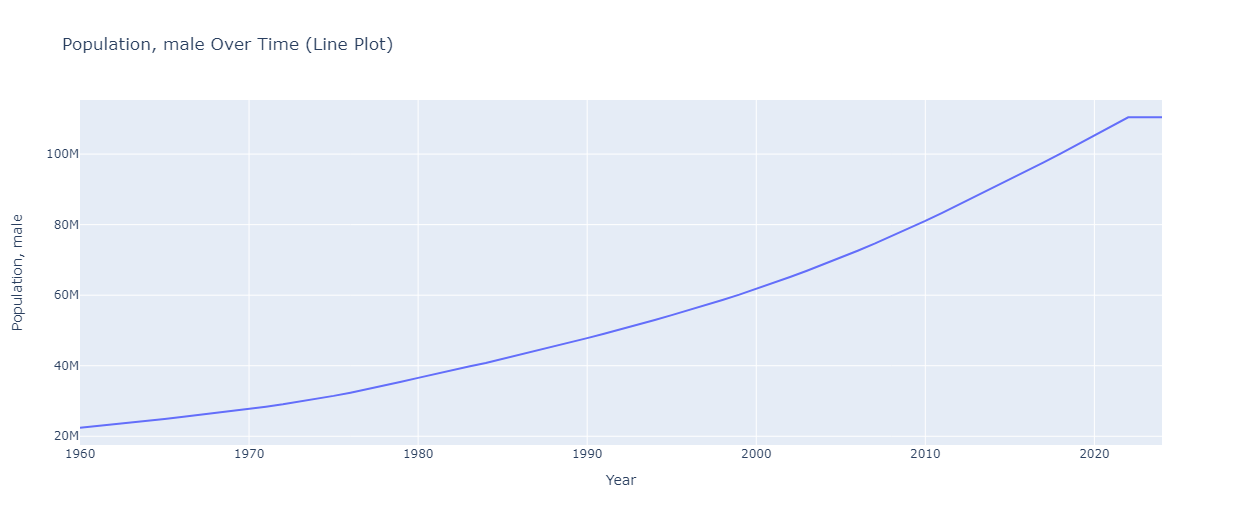 Population, male Over Time (Line Plot)
Population, male
100M
80M
60M
40M
20M
1960 1970 1980 1990 2000 2010 2020
Year